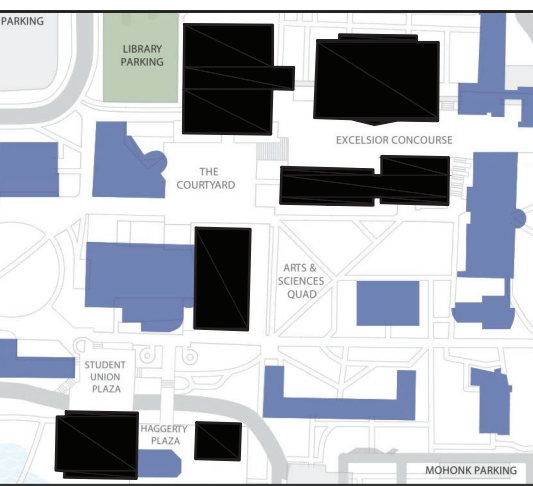 PARKING
LIBRARY
PARKING
EXCELSIOR CONCOURSE
THE
COURTYARD
ARTS &
SCIENCES
QUAD
STUDENT
UNION
PLAZA
HAGGERTY
PLAZA
MOHONK PARKING